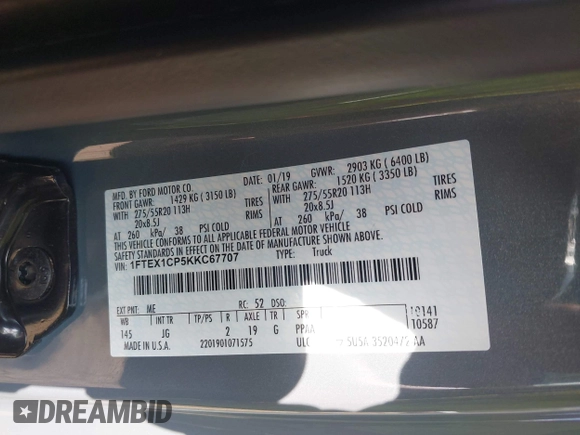 MFD. BY FORD MOTOR CO. DATE: 01/19 GVWR: 2903 KG ( 6400 LB)
FRONT GAWR: 1429 KG ( 3150 LB) REAR GAWR: 1520 KG ( 3350 LB)
WITH 275/55R20 113H TIRES WITH 275/55R20 113H TIRES
20x8.5J RIMS 20x8.5J RIMS
AT 260 kPa/ 38 PSI COLD AT 260 kPa/ 38 PSI COLD
THIS VEHICLE CONFORMS TO ALL APPLICABLE FEDERAL MOTOR VEHICLE
SAFETY STANDARDS IN EFFECT ON THE DATE OF MANUFACTURE SHOWN ABOVE.
VIN: 1FTEX1CP5KKC67707 TYPE: Truck
EXT PNT: ME RC: 52 DSO:
WB INT TR TP/PS R AXLE TR SPR 10141
145 JG 2 19 G PPAA 10587
MADE IN U.S.A. 2201901071575
DREAMBID